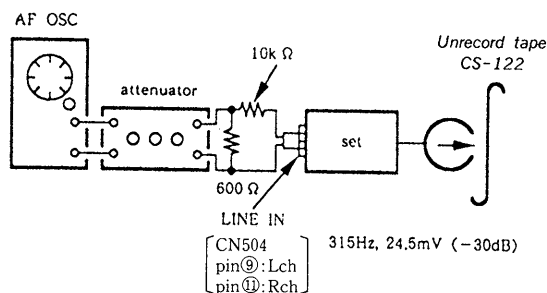 AF OSC
Unrecord tape
CS-122
10k Ω
attenuator
set
600 Ω
LINE IN
CN504
pin⑨:Lch
pin⑪:Rch
315Hz, 24.5mV (−30dB)